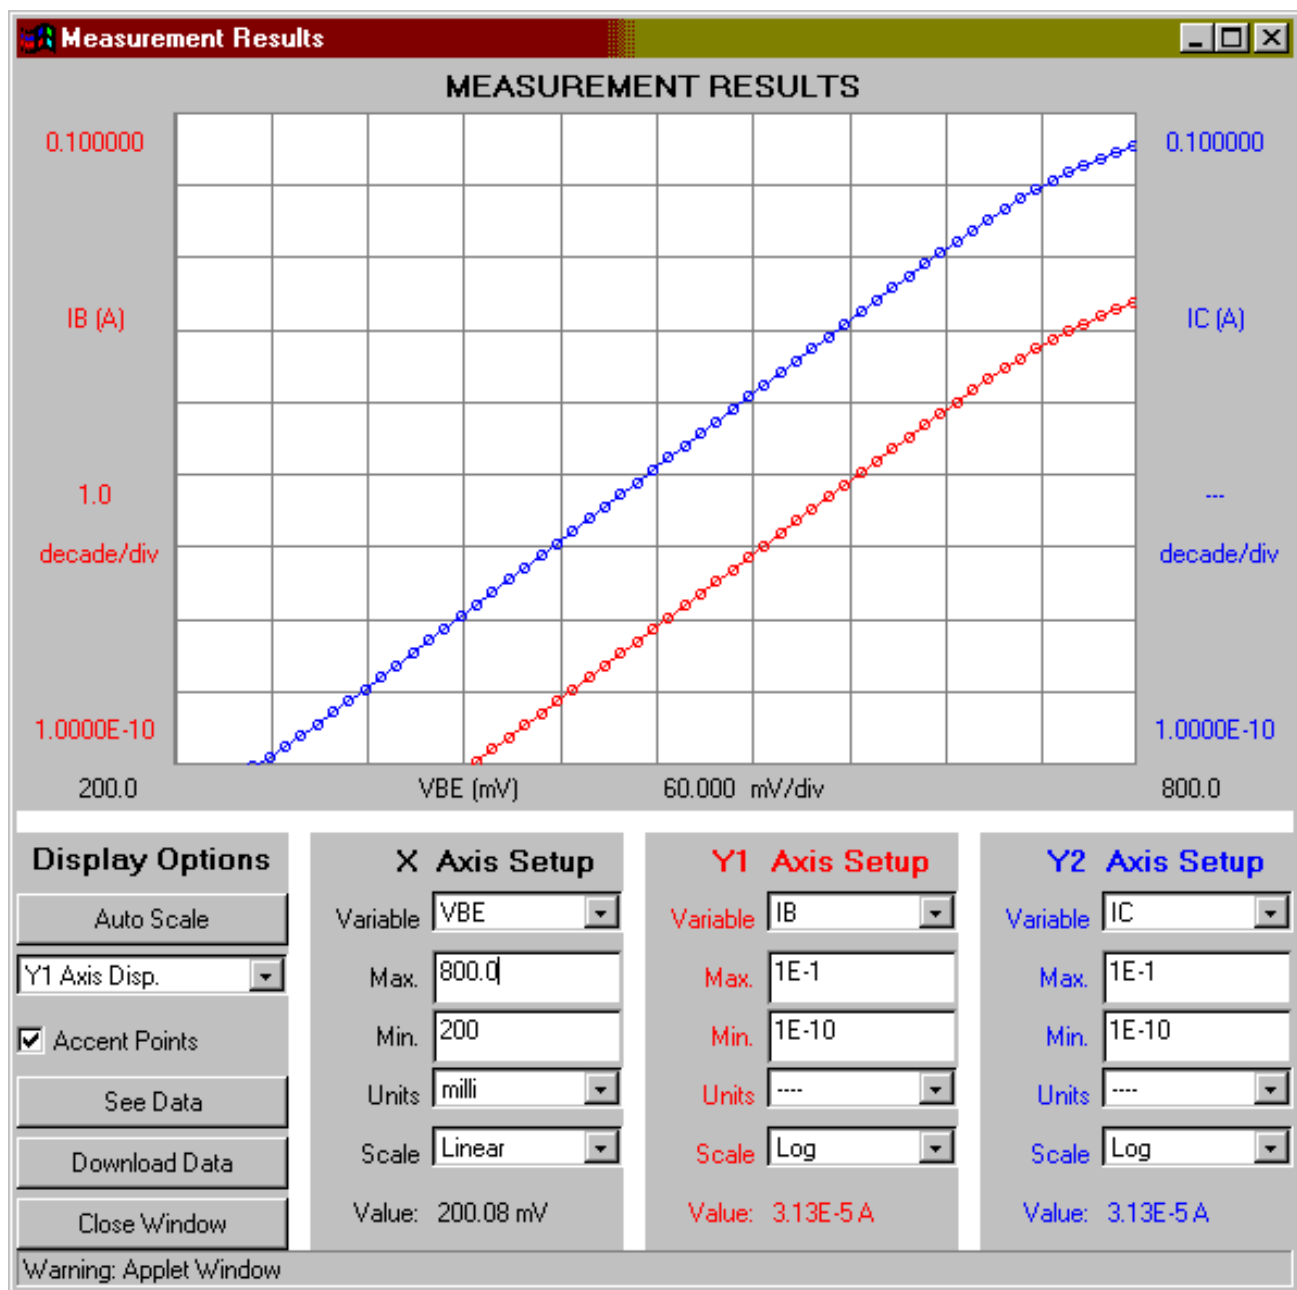 Measurement Results
MEASUREMENT RESULTS
0.100000
0.100000
IB (A)
IC (A)
1.0
---
decade/div
decade/div
1.0000E-10
1.0000E-10
200.0
VBE (mV)
60.000 mV/div
800.0
Display Options
Auto Scale
Y1 Axis Disp.
Accent Points
See Data
Download Data
Close Window
X Axis Setup
Variable VBE
Max. 800.0
Min. 200
Units milli
Scale Linear
Value: 200.08 mV
Y1 Axis Setup
Variable IB
Max. 1E-1
Min. 1E-10
Units ----
Scale Log
Value: 3.13E-5 A
Y2 Axis Setup
Variable IC
Max. 1E-1
Min. 1E-10
Units ----
Scale Log
Value: 3.13E-5 A
Warning: Applet Window